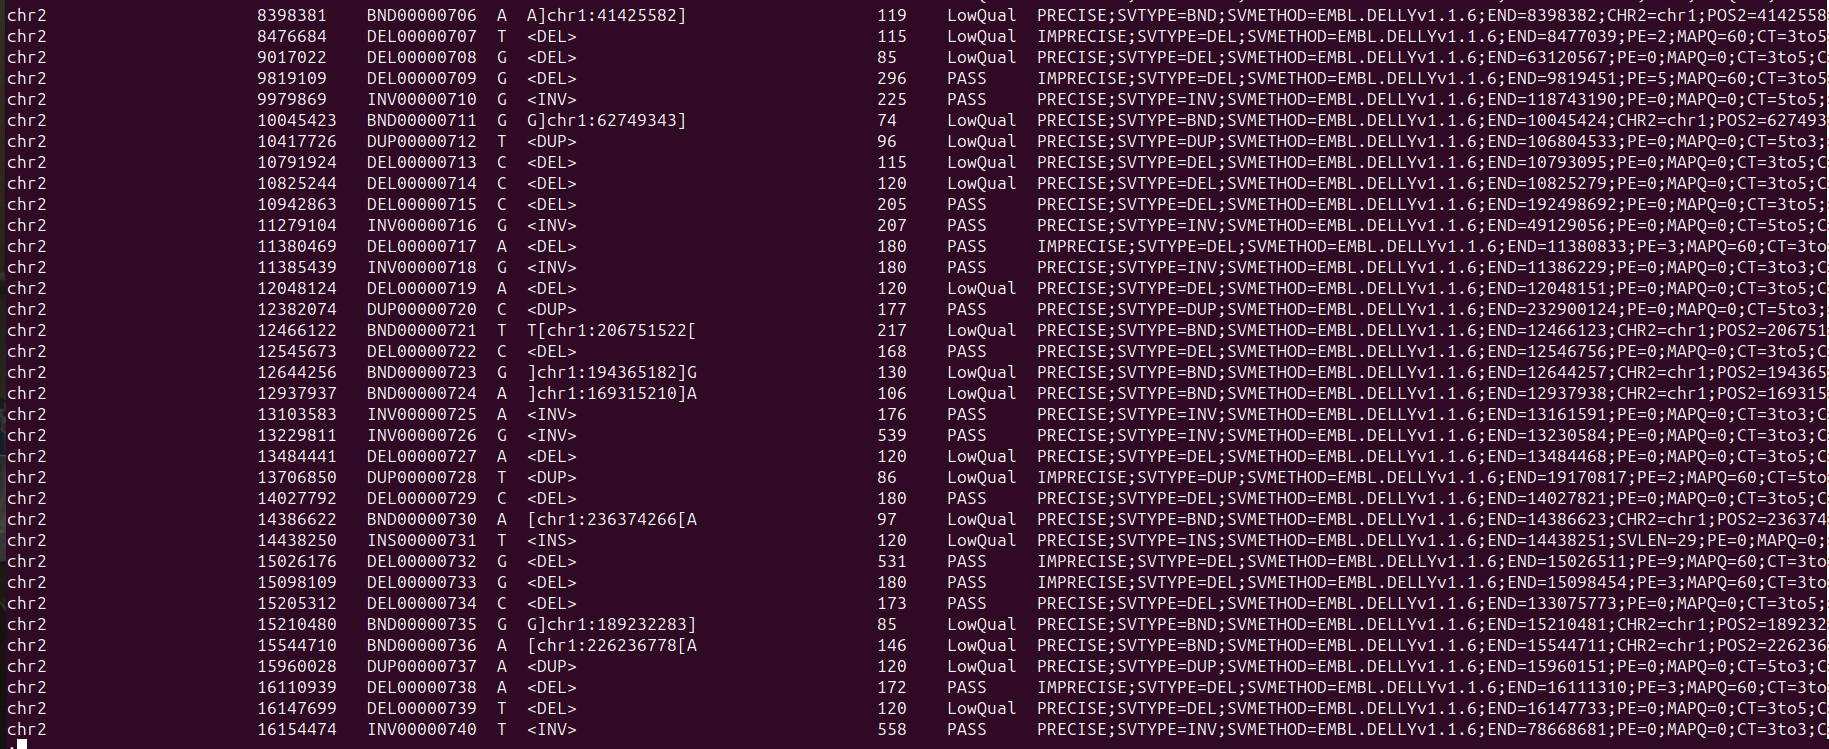 chr2 8398381 BND00000706 A A]chr1:41425582] 119 LowQual PRECISE;SVTYPE=BND;SVMETHOD=EMBL.DELLYv1.1.6;END=8398382;CHR2=chr1;POS2=4142558
chr2 8476684 DEL00000707 T <DEL> 115 LowQual IMPRECISE;SVTYPE=DEL;SVMETHOD=EMBL.DELLYv1.1.6;END=8477039;PE=2;MAPQ=60;CT=3to5
chr2 9017022 DEL00000708 G <DEL> 85 LowQual PRECISE;SVTYPE=DEL;SVMETHOD=EMBL.DELLYv1.1.6;END=63120567;PE=0;MAPQ=0;CT=3to5;C
chr2 9819109 DEL00000709 G <DEL> 296 PASS IMPRECISE;SVTYPE=DEL;SVMETHOD=EMBL.DELLYv1.1.6;END=9819451;PE=5;MAPQ=60;CT=3to5
chr2 9979869 INV00000710 G <INV> 225 PASS PRECISE;SVTYPE=INV;SVMETHOD=EMBL.DELLYv1.1.6;END=118743190;PE=0;MAPQ=0;CT=5to5;
chr2 10045423 BND00000711 G G]chr1:62749343] 74 LowQual PRECISE;SVTYPE=BND;SVMETHOD=EMBL.DELLYv1.1.6;END=10045424;CHR2=chr1;POS2=627493
chr2 10417726 DUP00000712 T <DUP> 96 LowQual PRECISE;SVTYPE=DUP;SVMETHOD=EMBL.DELLYv1.1.6;END=106804533;PE=0;MAPQ=0;CT=5to3;
chr2 10791924 DEL00000713 C <DEL> 115 LowQual PRECISE;SVTYPE=DEL;SVMETHOD=EMBL.DELLYv1.1.6;END=10793095;PE=0;MAPQ=0;CT=3to5;C
chr2 10825244 DEL00000714 C <DEL> 120 LowQual PRECISE;SVTYPE=DEL;SVMETHOD=EMBL.DELLYv1.1.6;END=10825279;PE=0;MAPQ=0;CT=3to5;C
chr2 10942863 DEL00000715 C <DEL> 205 PASS PRECISE;SVTYPE=DEL;SVMETHOD=EMBL.DELLYv1.1.6;END=192498692;PE=0;MAPQ=0;CT=3to5;
chr2 11279104 INV00000716 G <INV> 207 PASS PRECISE;SVTYPE=INV;SVMETHOD=EMBL.DELLYv1.1.6;END=49129056;PE=0;MAPQ=0;CT=5to5;C
chr2 11380469 DEL00000717 A <DEL> 180 PASS IMPRECISE;SVTYPE=DEL;SVMETHOD=EMBL.DELLYv1.1.6;END=11380833;PE=3;MAPQ=60;CT=3to
chr2 11385439 INV00000718 G <INV> 180 PASS PRECISE;SVTYPE=INV;SVMETHOD=EMBL.DELLYv1.1.6;END=11386229;PE=0;MAPQ=0;CT=3to3;C
chr2 12048124 DEL00000719 A <DEL> 120 LowQual PRECISE;SVTYPE=DEL;SVMETHOD=EMBL.DELLYv1.1.6;END=12048151;PE=0;MAPQ=0;CT=3to5;C
chr2 12382074 DUP00000720 C <DUP> 177 PASS PRECISE;SVTYPE=DUP;SVMETHOD=EMBL.DELLYv1.1.6;END=232900124;PE=0;MAPQ=0;CT=5to3;
chr2 12466122 BND00000721 T T[chr1:206751522[ 217 LowQual PRECISE;SVTYPE=BND;SVMETHOD=EMBL.DELLYv1.1.6;END=12466123;CHR2=chr1;POS2=206751
chr2 12545673 DEL00000722 C <DEL> 168 PASS PRECISE;SVTYPE=DEL;SVMETHOD=EMBL.DELLYv1.1.6;END=12546756;PE=0;MAPQ=0;CT=3to5;C
chr2 12644256 BND00000723 G ]chr1:194365182]G 130 LowQual PRECISE;SVTYPE=BND;SVMETHOD=EMBL.DELLYv1.1.6;END=12644257;CHR2=chr1;POS2=194365
chr2 12937937 BND00000724 A ]chr1:169315210]A 106 LowQual PRECISE;SVTYPE=BND;SVMETHOD=EMBL.DELLYv1.1.6;END=12937938;CHR2=chr1;POS2=169315
chr2 13103583 INV00000725 A <INV> 176 PASS PRECISE;SVTYPE=INV;SVMETHOD=EMBL.DELLYv1.1.6;END=13161591;PE=0;MAPQ=0;CT=3to3;C
chr2 13229811 INV00000726 G <INV> 539 PASS PRECISE;SVTYPE=INV;SVMETHOD=EMBL.DELLYv1.1.6;END=13230584;PE=0;MAPQ=0;CT=3to3;C
chr2 13484441 DEL00000727 A <DEL> 120 LowQual PRECISE;SVTYPE=DEL;SVMETHOD=EMBL.DELLYv1.1.6;END=13484468;PE=0;MAPQ=0;CT=3to5;C
chr2 13706850 DUP00000728 T <DUP> 86 LowQual IMPRECISE;SVTYPE=DUP;SVMETHOD=EMBL.DELLYv1.1.6;END=19170817;PE=2;MAPQ=60;CT=5to
chr2 14027792 DEL00000729 C <DEL> 180 PASS PRECISE;SVTYPE=DEL;SVMETHOD=EMBL.DELLYv1.1.6;END=14027821;PE=0;MAPQ=0;CT=3to5;C
chr2 14386622 BND00000730 A [chr1:236374266[A 97 LowQual PRECISE;SVTYPE=BND;SVMETHOD=EMBL.DELLYv1.1.6;END=14386623;CHR2=chr1;POS2=236374
chr2 14438250 INS00000731 T <INS> 120 LowQual PRECISE;SVTYPE=INS;SVMETHOD=EMBL.DELLYv1.1.6;END=14438251;SVLEN=29;PE=0;MAPQ=0;
chr2 15026176 DEL00000732 G <DEL> 531 PASS IMPRECISE;SVTYPE=DEL;SVMETHOD=EMBL.DELLYv1.1.6;END=15026511;PE=9;MAPQ=60;CT=3to
chr2 15098109 DEL00000733 G <DEL> 180 PASS IMPRECISE;SVTYPE=DEL;SVMETHOD=EMBL.DELLYv1.1.6;END=15098454;PE=3;MAPQ=60;CT=3to
chr2 15205312 DEL00000734 C <DEL> 173 PASS PRECISE;SVTYPE=DEL;SVMETHOD=EMBL.DELLYv1.1.6;END=133075773;PE=0;MAPQ=0;CT=3to5;
chr2 15210480 BND00000735 G G]chr1:189232283] 85 LowQual PRECISE;SVTYPE=BND;SVMETHOD=EMBL.DELLYv1.1.6;END=15210481;CHR2=chr1;POS2=189232
chr2 15544710 BND00000736 A [chr1:226236778[A 146 LowQual PRECISE;SVTYPE=BND;SVMETHOD=EMBL.DELLYv1.1.6;END=15544711;CHR2=chr1;POS2=226236
chr2 15960028 DUP00000737 A <DUP> 120 LowQual PRECISE;SVTYPE=DUP;SVMETHOD=EMBL.DELLYv1.1.6;END=15960151;PE=0;MAPQ=0;CT=5to3;C
chr2 16110939 DEL00000738 A <DEL> 172 PASS IMPRECISE;SVTYPE=DEL;SVMETHOD=EMBL.DELLYv1.1.6;END=16111310;PE=3;MAPQ=60;CT=3to
chr2 16147699 DEL00000739 T <DEL> 120 LowQual PRECISE;SVTYPE=DEL;SVMETHOD=EMBL.DELLYv1.1.6;END=16147733;PE=0;MAPQ=0;CT=3to5;C
chr2 16154474 INV00000740 T <INV> 558 PASS PRECISE;SVTYPE=INV;SVMETHOD=EMBL.DELLYv1.1.6;END=78668681;PE=0;MAPQ=0;CT=3to3;C